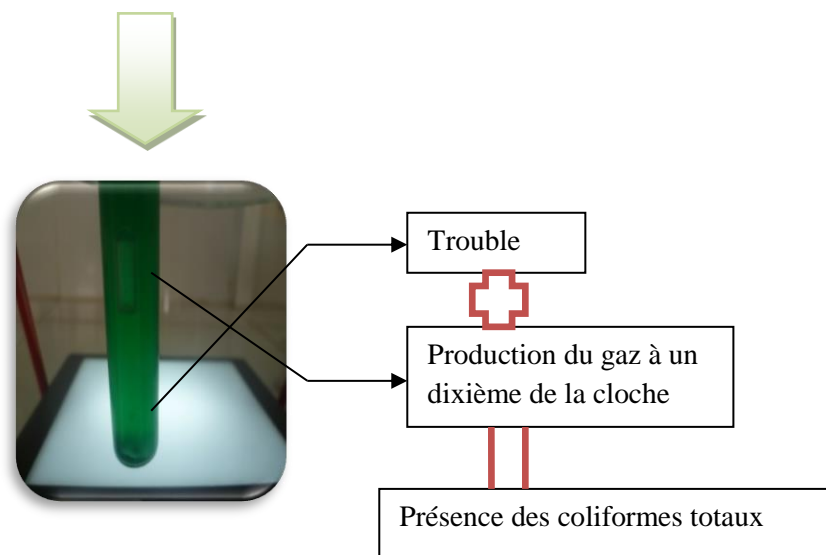 Trouble
Production du gaz à un
dixième de la cloche
Présence des coliformes totaux